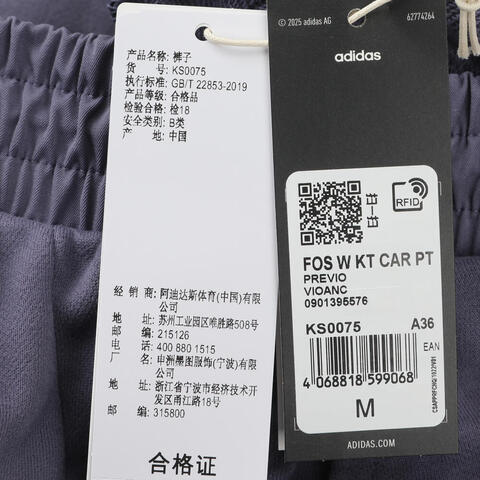 产品名称: 裤子
货 号: KS0075
执行标准: GB/T 22853-2019
产品等级: 合格品
检验合格: 检18
安全类别: B类
产 地: 中国
经 销 商: 阿迪达斯体育(中国)有限
公司
地 址: 苏州工业园区唯胜路508号
邮 编: 215126
电 话: 400 880 1515
厂 名: 申洲墨图服饰(宁波)有限
公司
地 址: 浙江省宁波市经济技术开
发区甬江路18号
邮 编: 315800
合格证
© 2025 adidas AG
62774264
adidas
RFID
FOS W KT CAR PT
PREVIO
VIOANC
0901395576
KS0075 A36
EAN
4 068818 599068
M
ADIDAS.COM